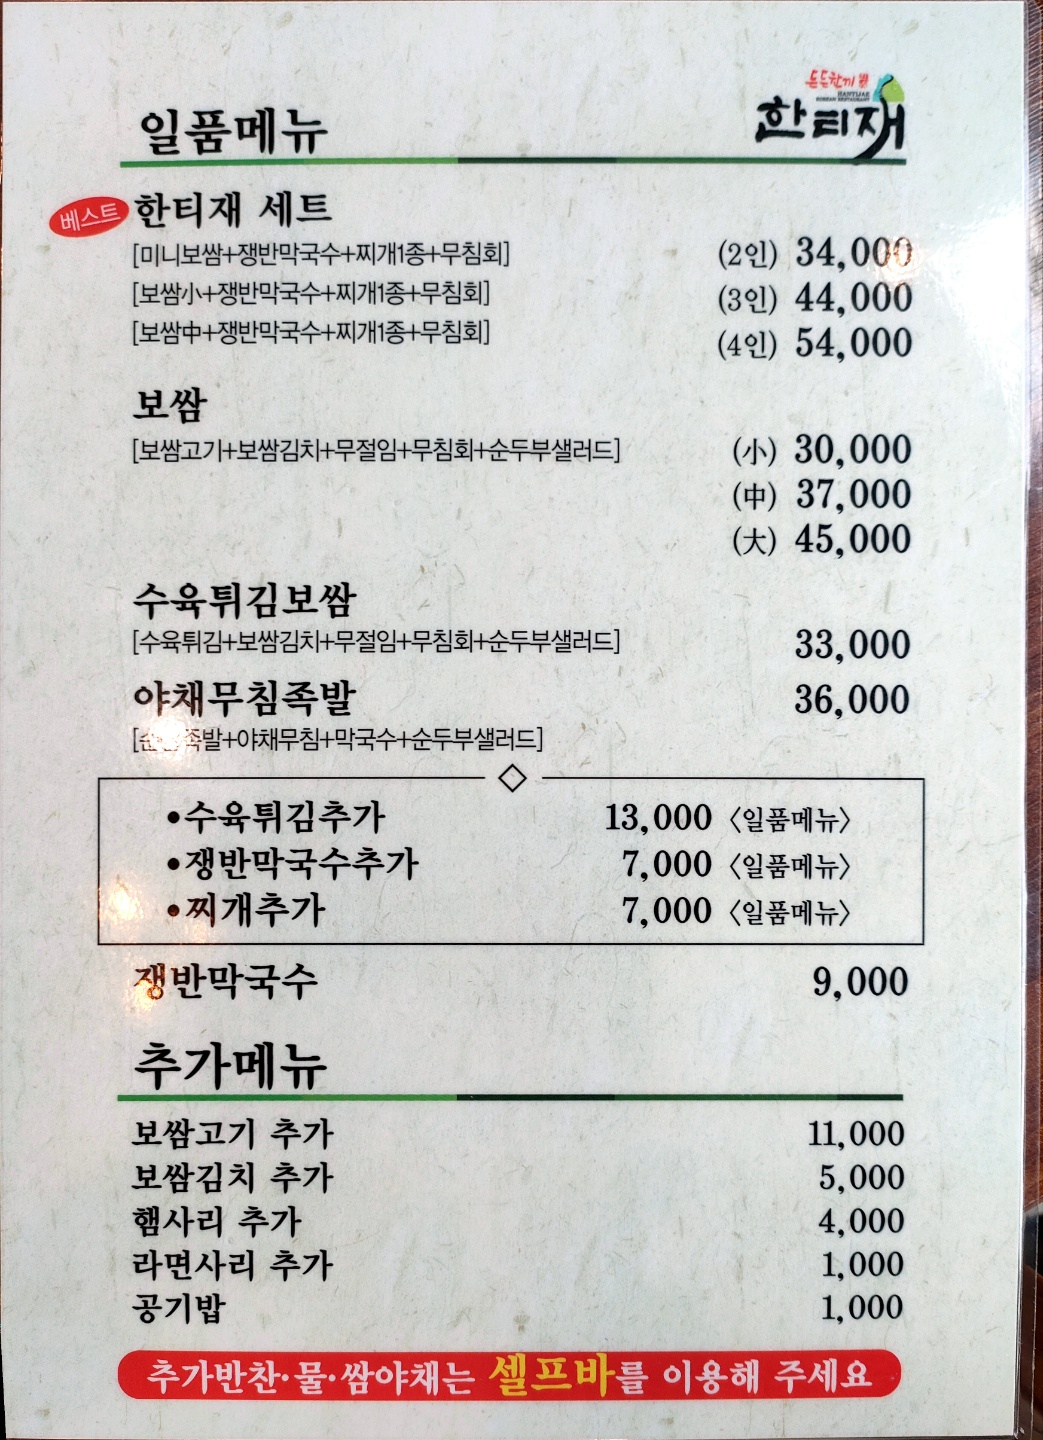 든든한끼
HANTIJAE
KOREAN RESTAURANT
한티재
일품메뉴
베스트 한티재 세트
[미니보쌈+쟁반막국수+찌개1종+무침회] (2인) 34,000
[보쌈小+쟁반막국수+찌개1종+무침회] (3인) 44,000
[보쌈中+쟁반막국수+찌개1종+무침회] (4인) 54,000
보쌈
[보쌈고기+보쌈김치+무절임+무침회+순두부샐러드] (小) 30,000
(中) 37,000
(大) 45,000
수육튀김보쌈
[수육튀김+보쌈김치+무절임+무침회+순두부샐러드] 33,000
야채무침족발 36,000
족발+야채무침+막국수+순두부샐러드]
•수육튀김추가 13,000 〈일품메뉴〉
•쟁반막국수추가 7,000 〈일품메뉴〉
•찌개추가 7,000 〈일품메뉴〉
쟁반막국수 9,000
추가메뉴
보쌈고기 추가 11,000
보쌈김치 추가 5,000
햄사리 추가 4,000
라면사리 추가 1,000
공기밥 1,000
추가반찬·물·쌈야채는 셀프바를 이용해 주세요